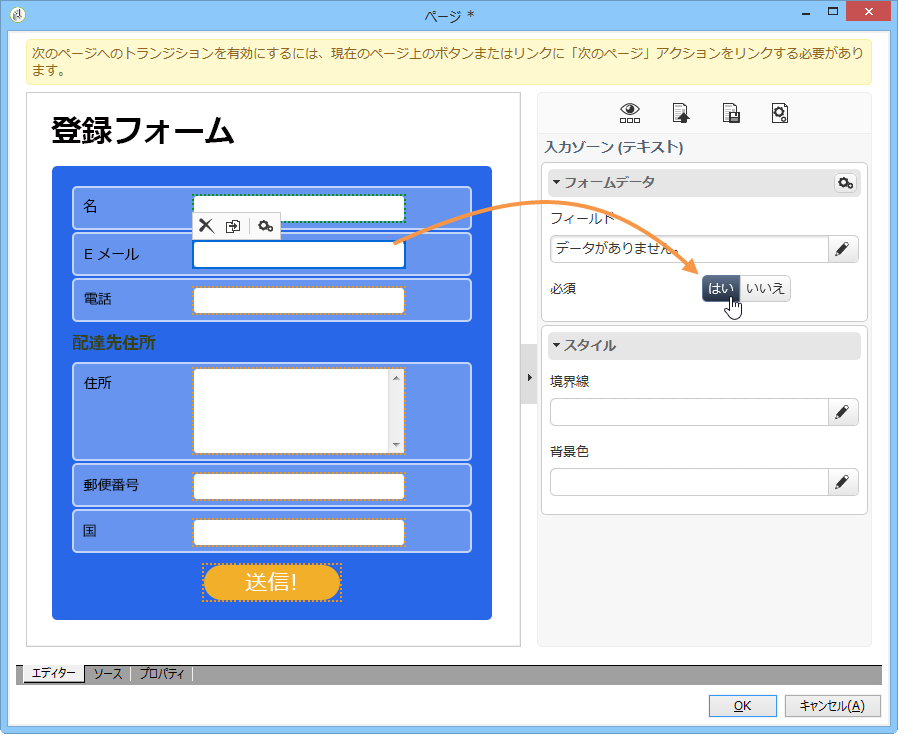 ページ *
次のページへのトランジションを有効にするには、現在のページ上のボタンまたはリンクに「次のページ」アクションをリンクする必要があり
ます。
登録フォーム
名
E メール
電話
配達先住所
住所
郵便番号
国
送信!
入力ゾーン (テキスト)
フォームデータ
フィールド
データがありません。
必須
はい
いいえ
スタイル
境界線
背景色
エディター
ソース
プロパティ
OK
キャンセル(A)